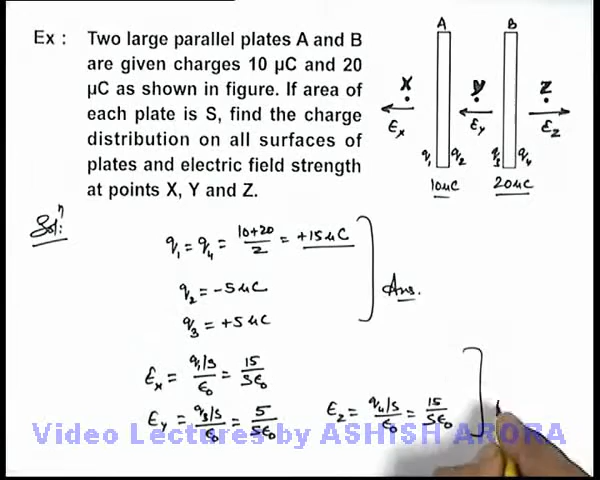 Ex : Two large parallel plates A and B
are given charges 10 µC and 20
µC as shown in figure. If area of
each plate is S, find the charge
distribution on all surfaces of
plates and electric field strength
at points X, Y and Z.
A B
X Y Z
Ex Ey Ez
q1 q2 q3 q4
10µC 20µC
Solⁿ:
q1 = q4 = 10+20/2 = +15µC
q2 = -5µC
q3 = +5µC
Ans.
Ex = q1/s/ε0 = 15/Sε0
Ey = q3/s/ε0 = 5/Sε0 Ez = q4/s/ε0 = 15/Sε0
Video Lectures by ASHISH ARORA